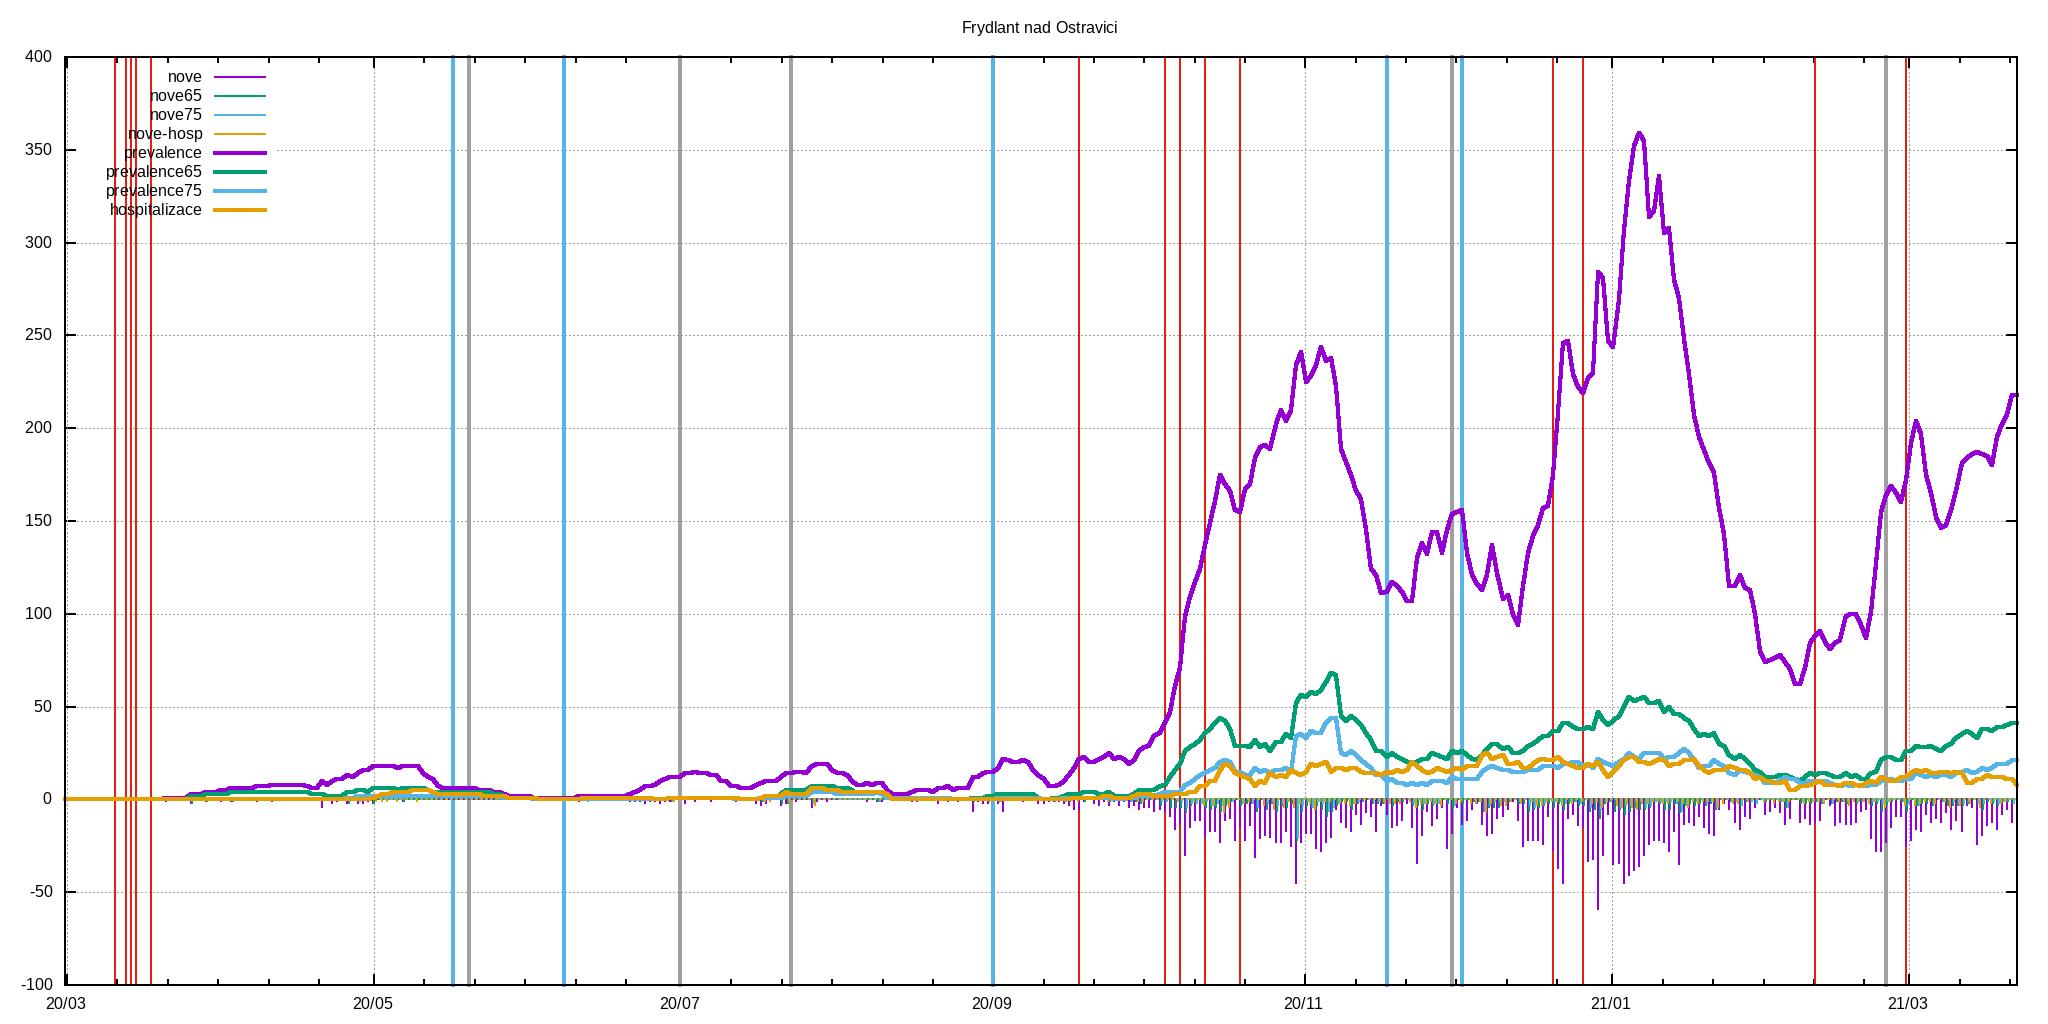 Frydlant nad Ostravici
400
350
300
250
200
150
100
50
0
-50
-100
nove
nove65
nove75
nove-hosp
prevalence
prevalence65
prevalence75
hospitalizace
20/03 20/05 20/07 20/09 20/11 21/01 21/03